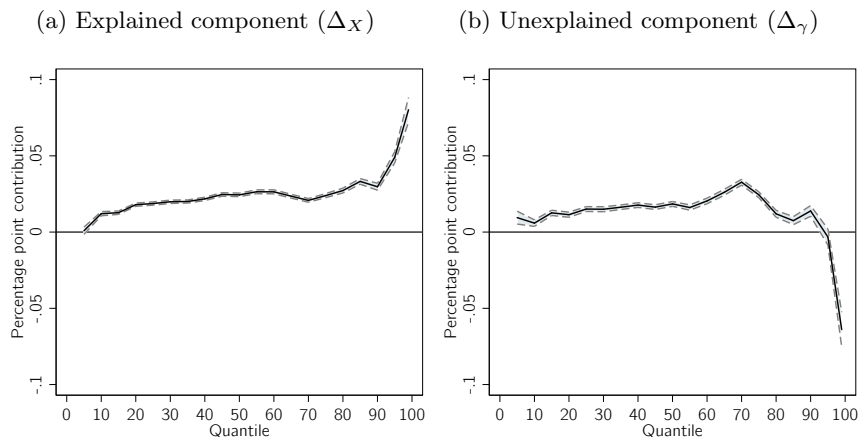 (a) Explained component (Δ_X)
Percentage point contribution
.1
.05
0
-.05
-.1
0 10 20 30 40 50 60 70 80 90 100
Quantile
(b) Unexplained component (Δ_γ)
Percentage point contribution
.1
.05
0
-.05
-.1
0 10 20 30 40 50 60 70 80 90 100
Quantile